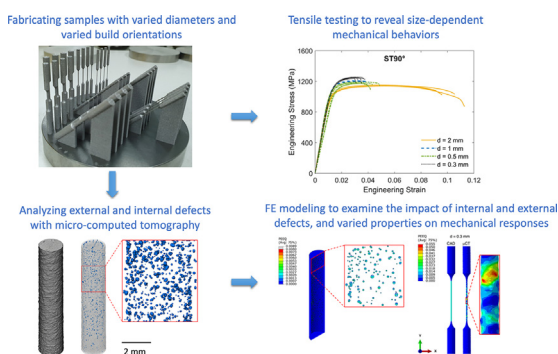 Fabricating samples with varied diameters and
varied build orientations
Tensile testing to reveal size-dependent
mechanical behaviors
ST90°
Engineering Stress (MPa)
1600
1200
800
400
0
0
0.02
0.04
0.06
0.08
0.1
0.12
Engineering Strain
d = 2 mm
d = 1 mm
d = 0.5 mm
d = 0.3 mm
Analyzing external and internal defects
with micro-computed tomography
2 mm
FE modeling to examine the impact of internal and external
defects, and varied properties on mechanical responses
d = 0.3 mm
CAD
μCT